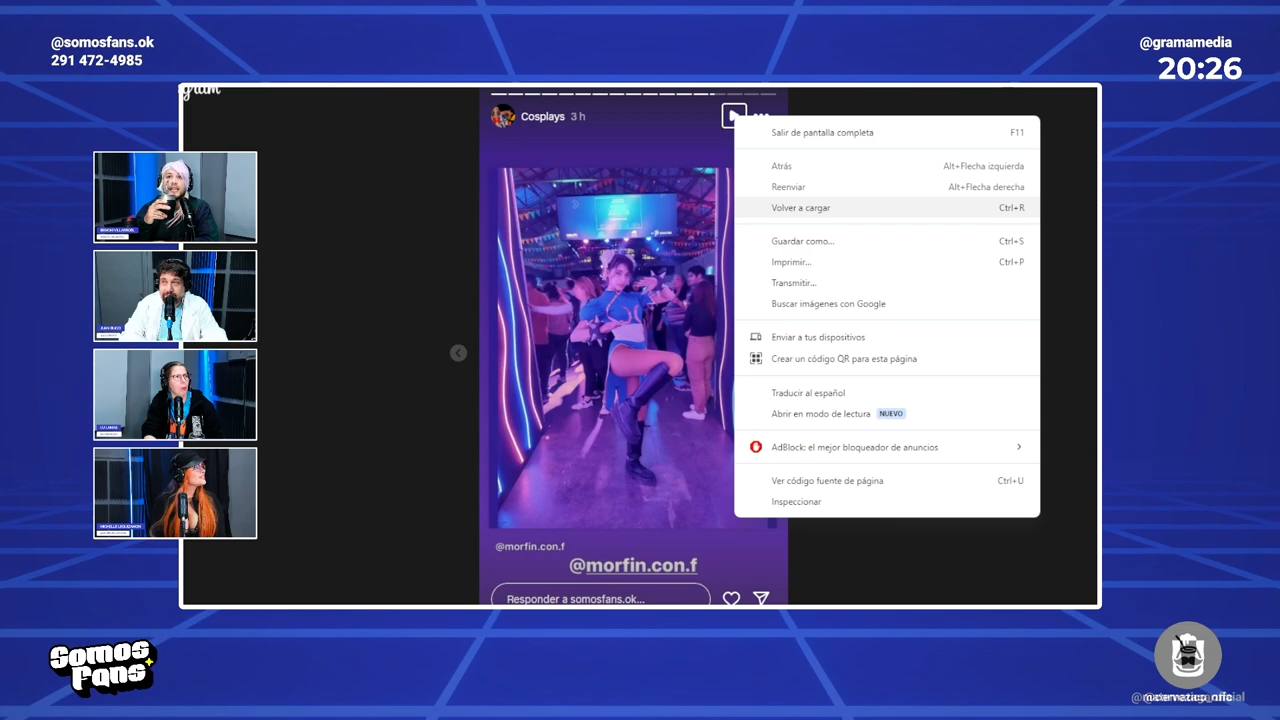 @somosfans.ok
291 472-4985
@gramamedia
20:26
gram
Cosplays 3 h
Salir de pantalla completa F11
Atrás Alt+Flecha izquierda
Reenviar Alt+Flecha derecha
Volver a cargar Ctrl+R
Guardar como... Ctrl+S
Imprimir... Ctrl+P
Transmitir...
Buscar imágenes con Google
Enviar a tus dispositivos
Crear un código QR para esta página
Traducir al español
Abrir en modo de lectura NUEVO
AdBlock: el mejor bloqueador de anuncios
Ver código fuente de página Ctrl+U
Inspeccionar
@morfin.con.f
@morfin.con.f
Responder a somosfans.ok...
Somos
Fans